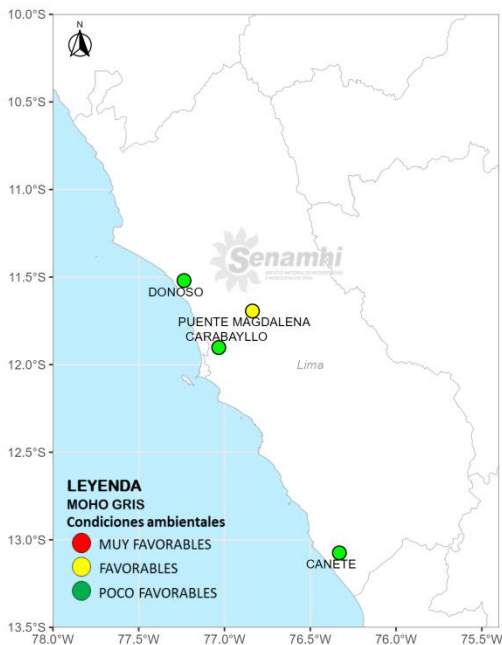 10.0°S
N
10.5°S
11.0°S
Senamhi
11.5°S
DONOSO
PUENTE MAGDALENA
CARABAYLLO
12.0°S
Lima
12.5°S
LEYENDA
MOHO GRIS
Condiciones ambientales
13.0°S
MUY FAVORABLES
CANETE
FAVORABLES
POCO FAVORABLES
13.5°S
78.0°W 77.5°W 77.0°W 76.5°W 76.0°W 75.5°W